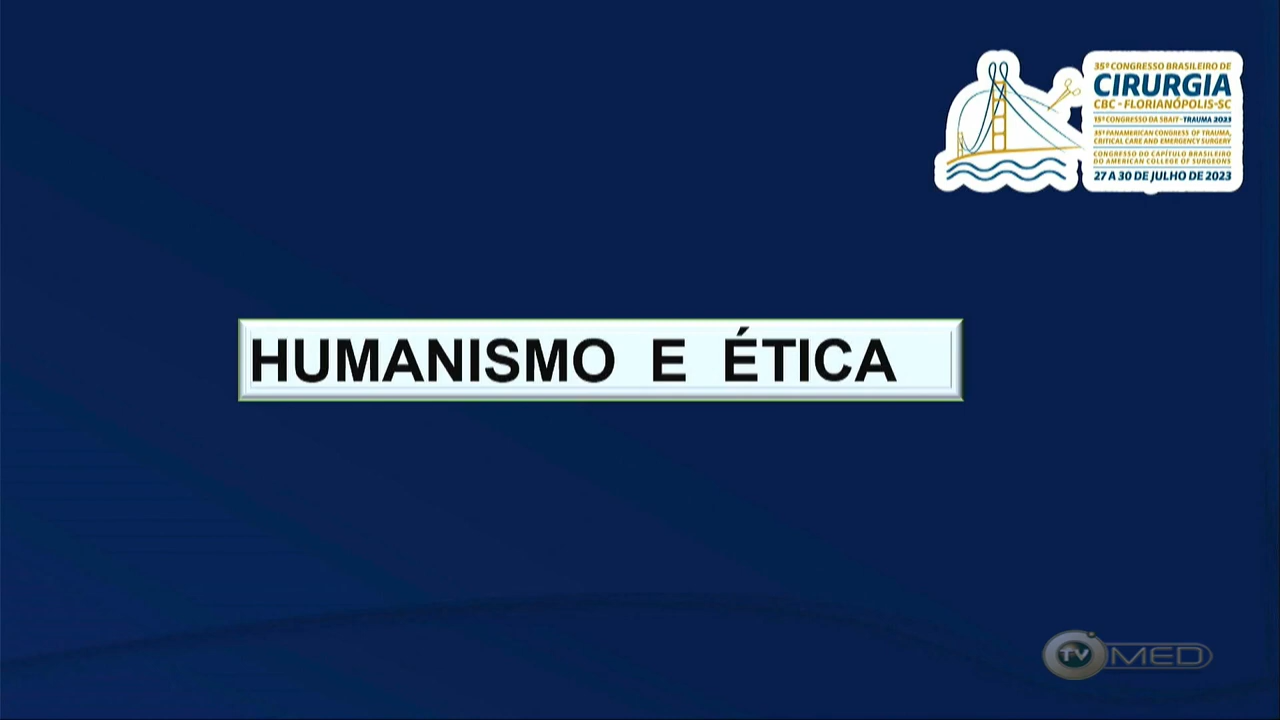 35º CONGRESSO BRASILEIRO DE
CIRURGIA
CBC - FLORIANÓPOLIS-SC
15º CONGRESSO DA SBAIT - TRAUMA 2023
35º PANAMERICAN CONGRESS OF TRAUMA,
CRITICAL CARE AND EMERGENCY SURGERY
CONGRESSO DO CAPÍTULO BRASILEIRO
DO AMERICAN COLLEGE OF SURGEONS
27 A 30 DE JULHO DE 2023
HUMANISMO E ÉTICA
TV MED